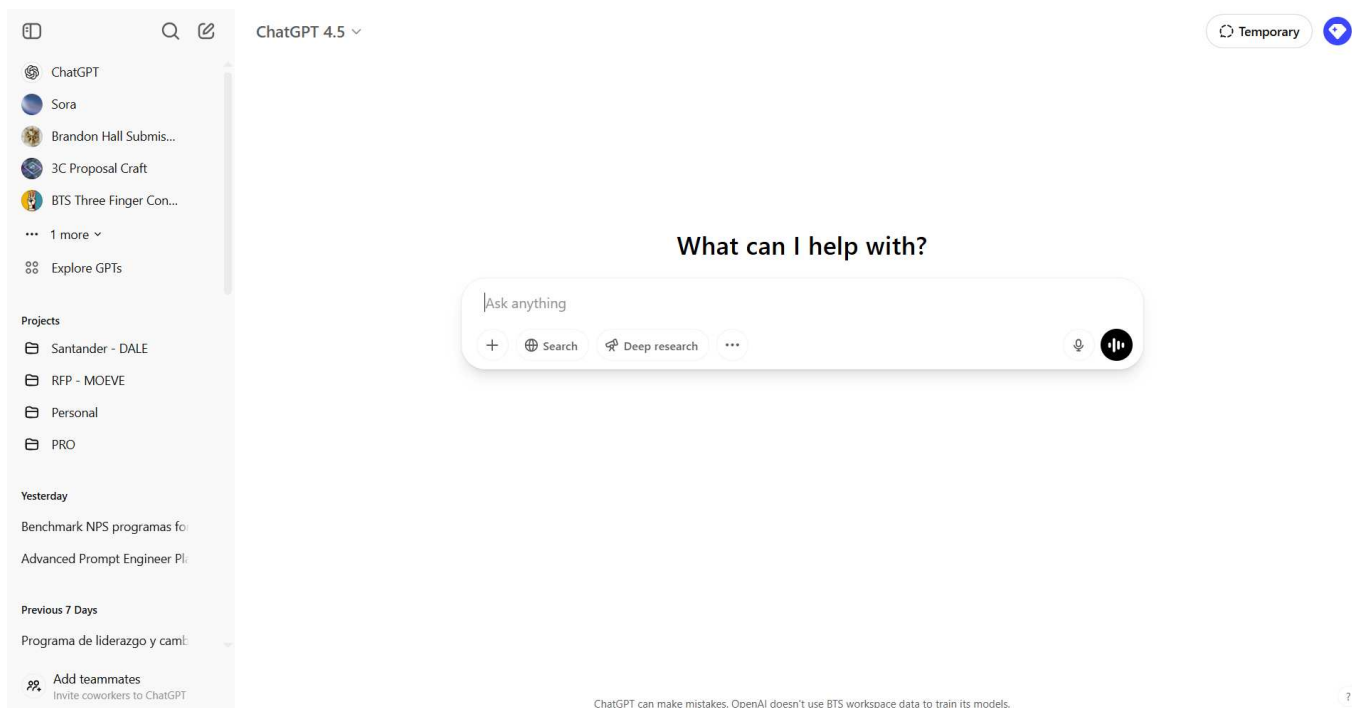 ChatGPT 4.5
Temporary
ChatGPT
Sora
Brandon Hall Submis...
3C Proposal Craft
BTS Three Finger Con...
1 more
Explore GPTs
Projects
Santander - DALE
RFP - MOEVE
Personal
PRO
Yesterday
Benchmark NPS programas fo
Advanced Prompt Engineer Pl
Previous 7 Days
Programa de liderazgo y camb
Add teammates
Invite coworkers to ChatGPT
What can I help with?
Ask anything
Search
Deep research
ChatGPT can make mistakes. OpenAI doesn't use BTS workspace data to train its models.
?